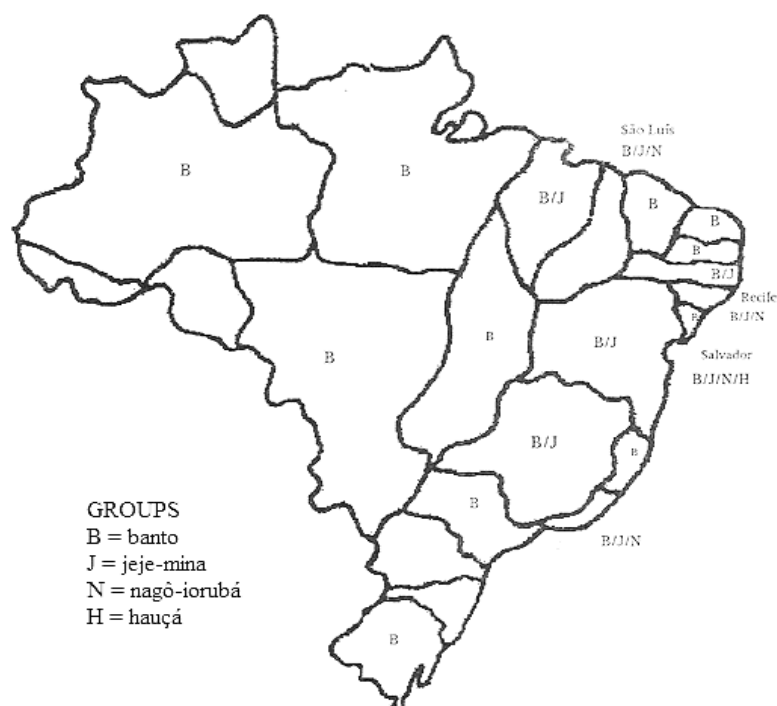 São Luís
B/J/N
B
B
B/J
B
B
B
B/J
Recife
B/J/N
B
B
B
B/J
Salvador
B/J/N/H
B/J
B
B
B/J/N
B
GROUPS
B = banto
J = jeje-mina
N = nagô-iorubá
H = hauçá